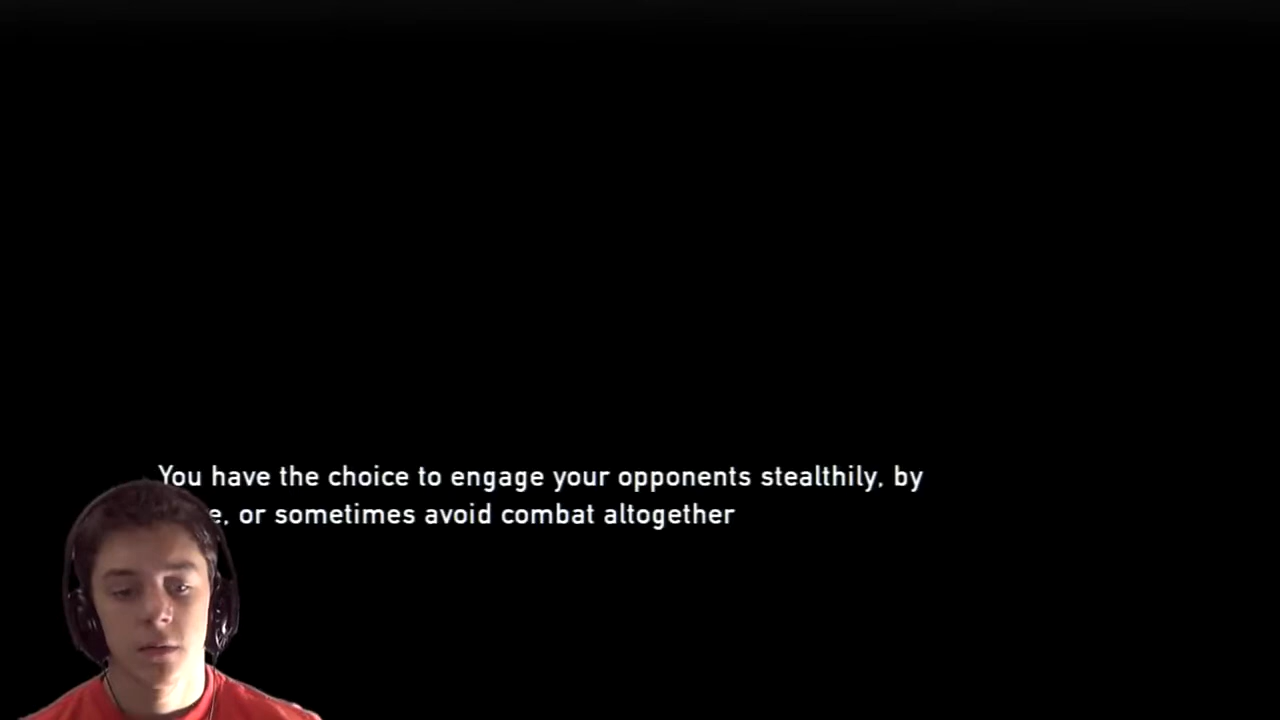 You have the choice to engage your opponents stealthily, by
or sometimes avoid combat altogether